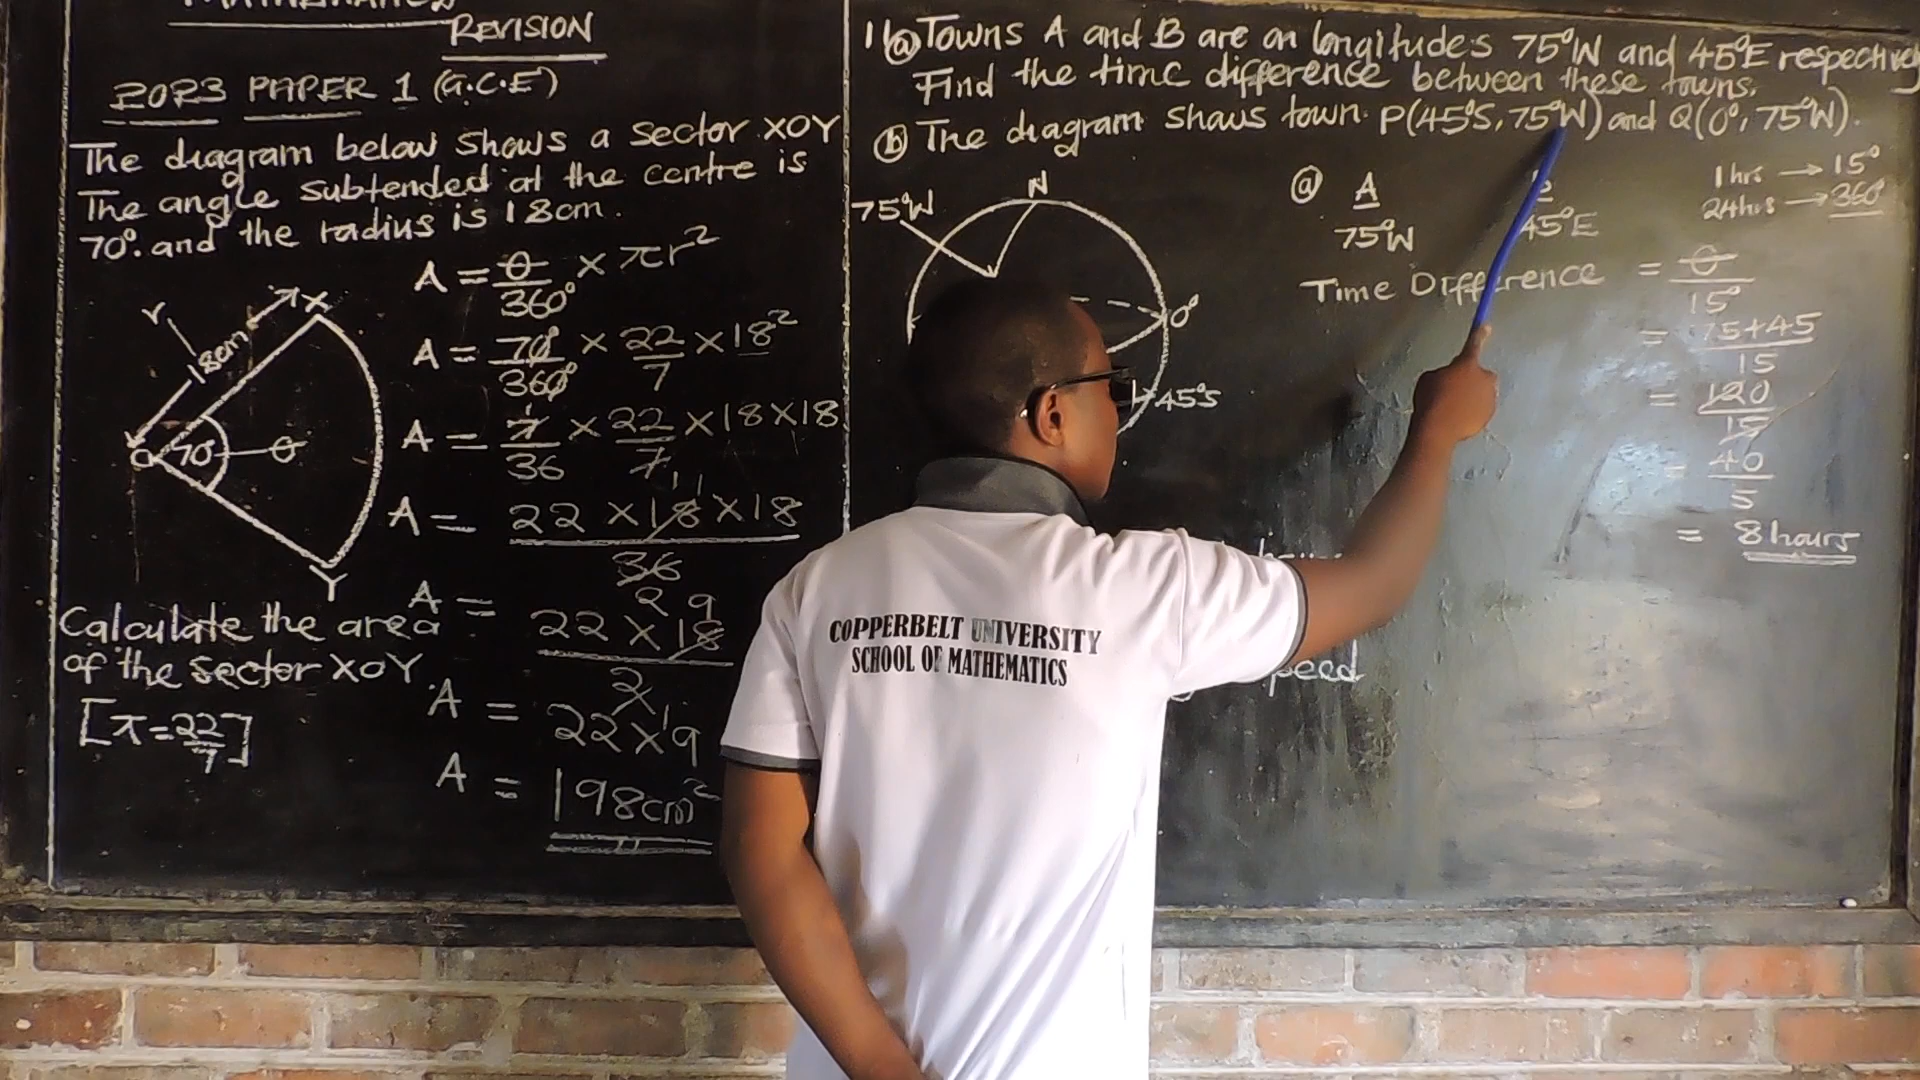 REVISION
2023 PAPER 1 (G.C.E)
The diagram below shows a sector XOY
The angle subtended at the centre is
70°. and the radius is 18cm.
r
18cm
X
O 70 θ
Y
Calculate the area
of the sector XOY.
[π=22/7]
A = θ/360° × πr²
A = 70°/360° × 22/7 × 18²
A = 7/36 × 22/7 × 18 × 18
A = 22 × 18 × 18
36
A = 22 × 18
2
A = 22 × 9
A = 198cm²
11(a) Towns A and B are on longitudes 75°W and 45°E respectively
Find the time difference between these towns.
(b) The diagram shows town P(45°S, 75°W) and Q(0°, 75°W).
75°W
N
0°
45°S
(a) A
75°W 45°E
1hrs → 15°
24hrs → 360°
Time Difference = θ/15°
= 75+45
15
= 120
15
= 40
5
= 8 hours
COPPERBELT UNIVERSITY
SCHOOL OF MATHEMATICS